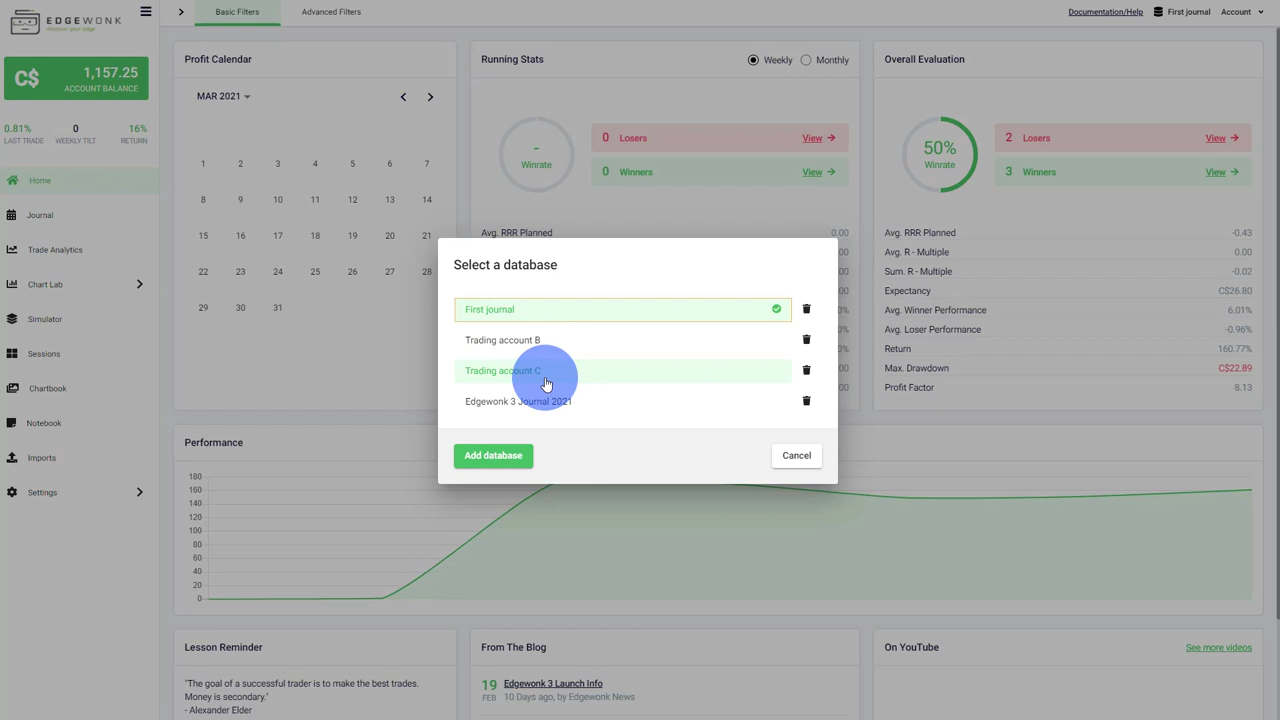 EDGEWONK
discover your edge
C$
1,157.25
ACCOUNT BALANCE
0.81%
LAST TRADE
0
WEEKLY TILT
16%
RETURN
Home
Journal
Trade Analytics
Chart Lab
Simulator
Sessions
Chartbook
Notebook
Imports
Settings
Basic Filters
Advanced Filters
Documentation/Help
First journal
Account
Profit Calendar
MAR 2021
1 2 3 4 5 6 7
8 9 10 11 12 13 14
15 16 17 18 19 20 21
22 23 24 25 26 27 28
29 30 31
Running Stats
Weekly
Monthly
-
Winrate
0 Losers View
0 Winners View
Avg. RRR Planned 0.00
Overall Evaluation
50%
Winrate
2 Losers View
3 Winners View
Avg. RRR Planned -0.43
Avg. R - Multiple 0.00
Sum. R - Multiple -0.02
Expectancy C$26.80
Avg. Winner Performance 6.01%
Avg. Loser Performance -0.96%
Return 160.77%
Max. Drawdown C$22.89
Profit Factor 8.13
Select a database
First journal
Trading account B
Trading account C
Edgewonk 3 Journal 2021
Add database
Cancel
Performance
180
160
140
120
100
80
60
40
20
0
Lesson Reminder
"The goal of a successful trader is to make the best trades.
Money is secondary."
- Alexander Elder
From The Blog
19
FEB
Edgewonk 3 Launch Info
10 Days ago, by Edgewonk News
On YouTube
See more videos